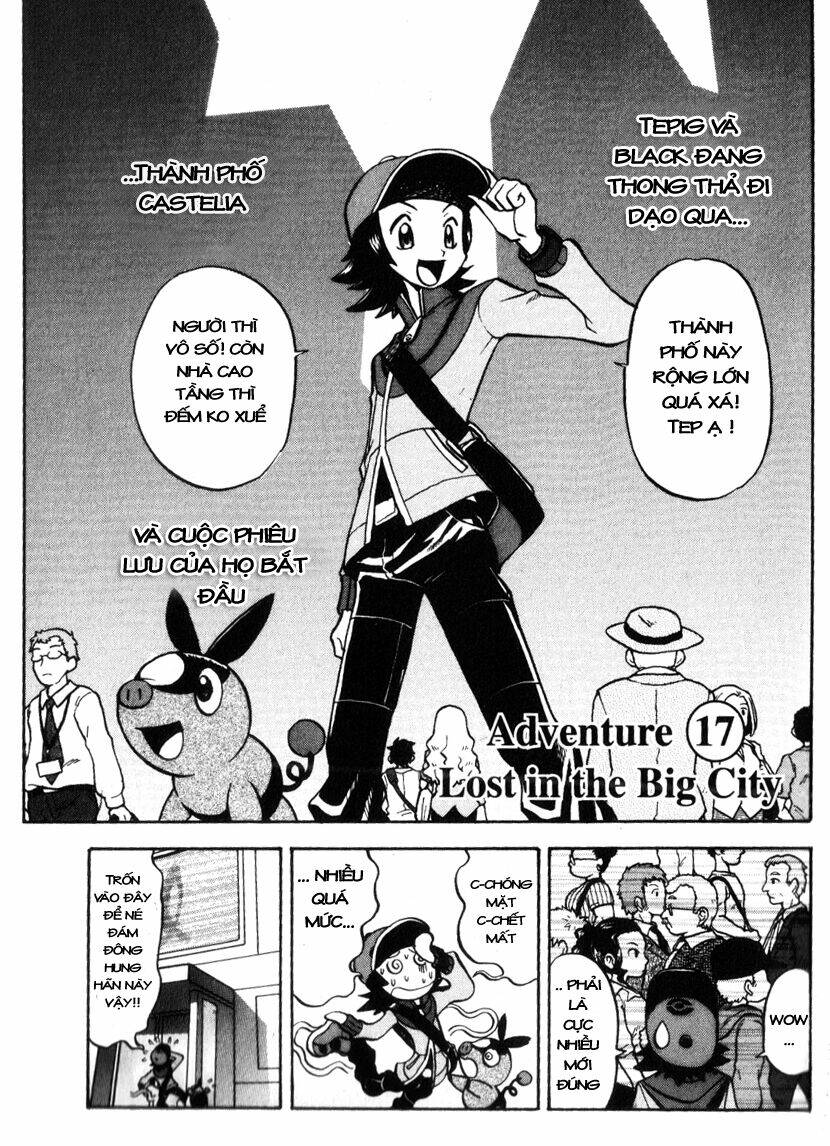 TEPIG VÀ
BLACK ĐANG
THONG THẢ ĐI
DẠO QUA...
...THÀNH PHỐ
CASTELIA
THÀNH
PHỐ NÀY
RỘNG LỚN
QUÁ XÁ!
TEP Ạ !
NGƯỜI THÌ
VÔ SỐ! CÒN
NHÀ CAO
TẦNG THÌ
ĐẾM KO XUỂ
VÀ CUỘC PHIÊU
LƯU CỦA HỌ BẮT
ĐẦU
Adventure 17
Lost in the Big City
WOW
...
.. PHẢI
LÀ
CỰC
NHIỀU
MỚI
ĐÚNG
C-CHÓNG
MẶT
C-CHẾT
MẤT
... NHIỀU
QUÁ
MỨC...
TRỐN
VÀO ĐÂY
ĐỂ NÉ
ĐÁM
ĐÔNG
HUNG
HÃN NÀY
VẬY!!